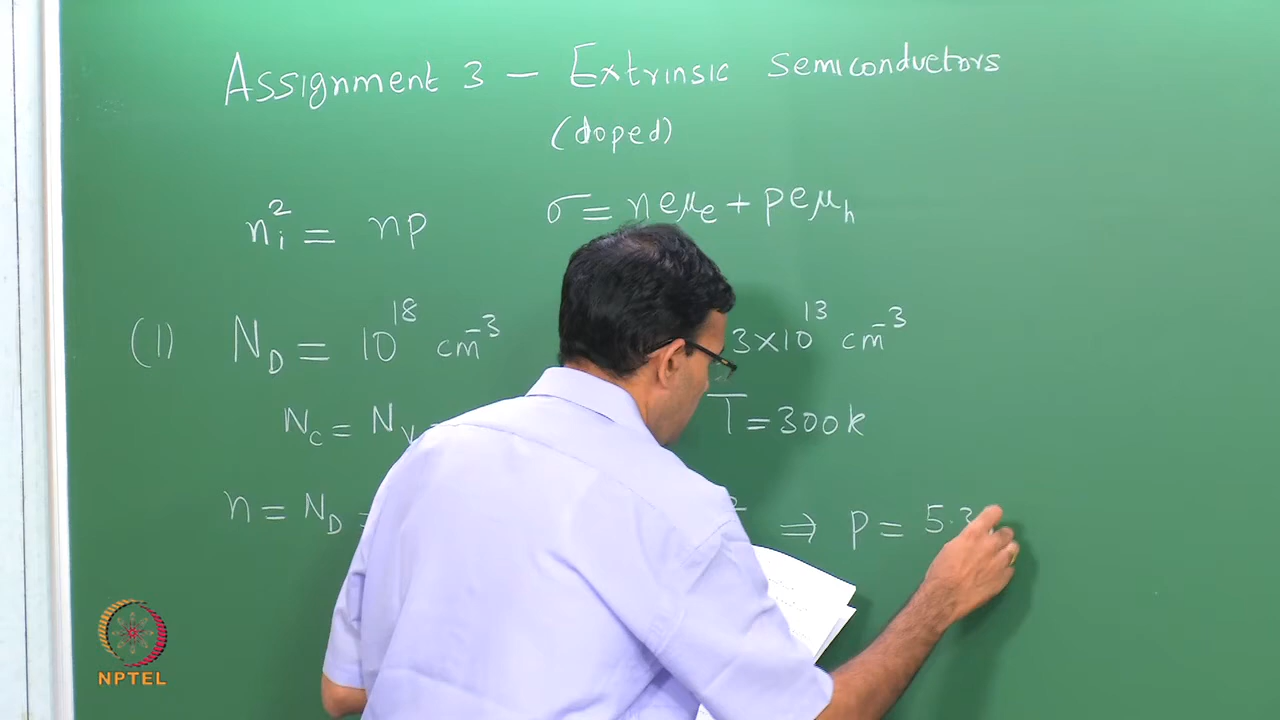 Assignment 3 – Extrinsic semiconductors
(doped)
n_i^2 = np σ = neμ_e + peμ_h
(1) N_D = 10^18 cm^-3 3×10^13 cm^-3
N_C = N_V T = 300k
n = N_D = ⇒ p = 5.3
NPTEL